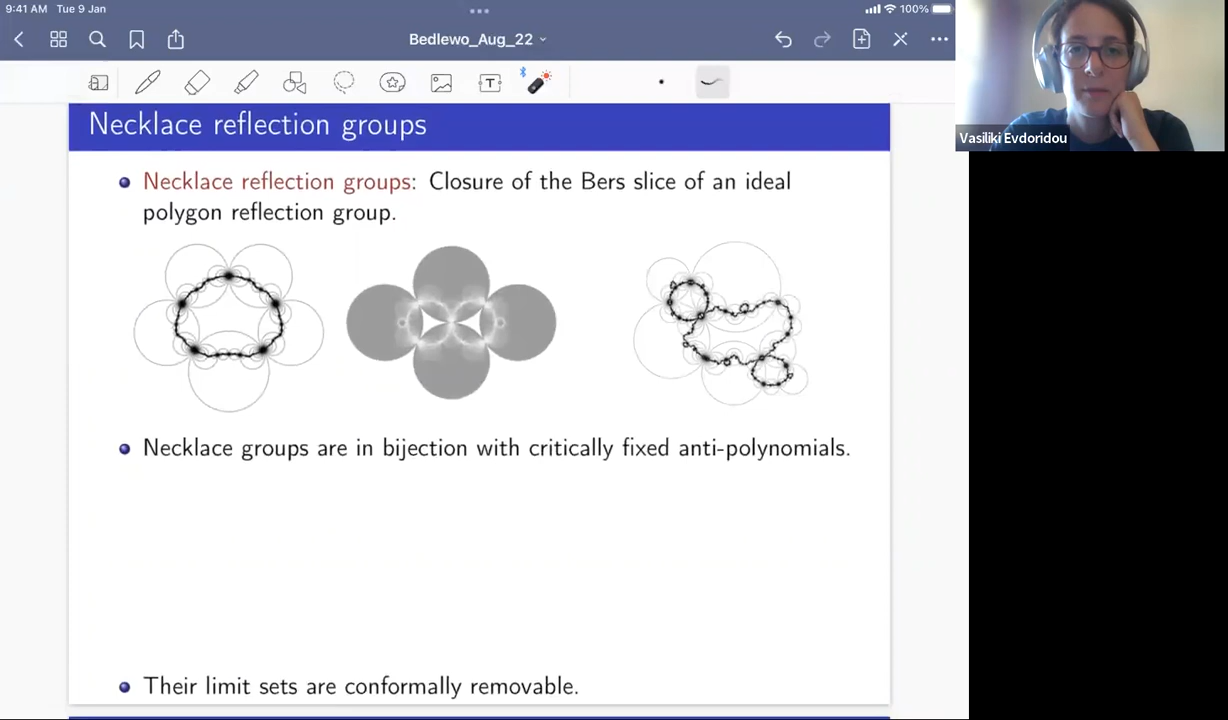 9:41 AM Tue 9 Jan
100%
Bedlewo_Aug_22
T
Vasiliki Evdoridou
Necklace reflection groups
Necklace reflection groups: Closure of the Bers slice of an ideal
polygon reflection group.
Necklace groups are in bijection with critically fixed anti-polynomials.
Their limit sets are conformally removable.